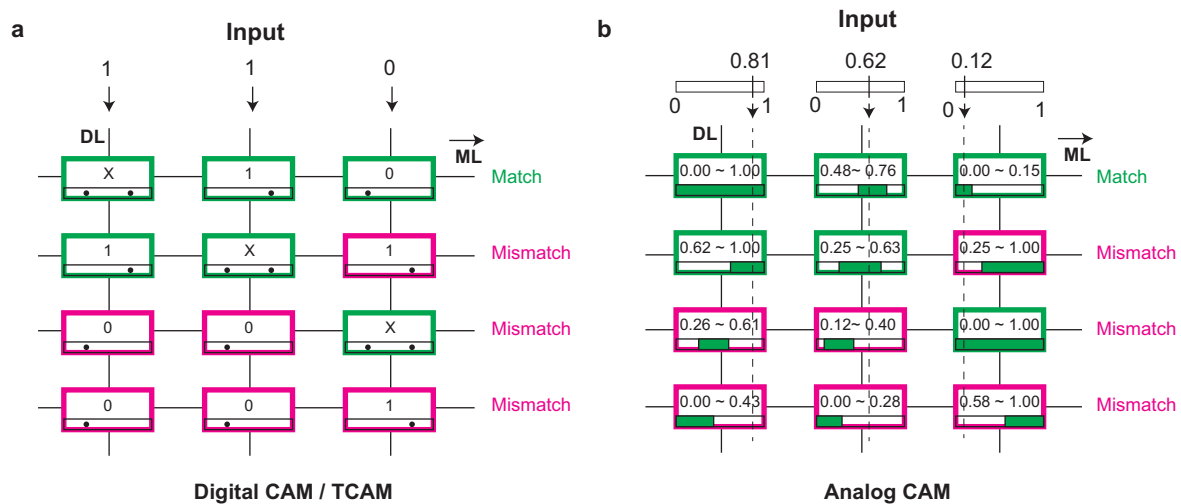 a
Input
1 1 0
DL
ML
X 1 0 Match
1 X 1 Mismatch
0 0 X Mismatch
0 0 1 Mismatch
Digital CAM / TCAM
b
Input
0.81 0.62 0.12
0 1 0 1 0 1
DL
ML
0.00 ~ 1.00 0.48~ 0.76 0.00 ~ 0.15 Match
0.62 ~ 1.00 0.25 ~ 0.63 0.25 ~ 1.00 Mismatch
0.26 ~ 0.61 0.12~ 0.40 0.00 ~ 1.00 Mismatch
0.00 ~ 0.43 0.00 ~ 0.28 0.58 ~ 1.00 Mismatch
Analog CAM